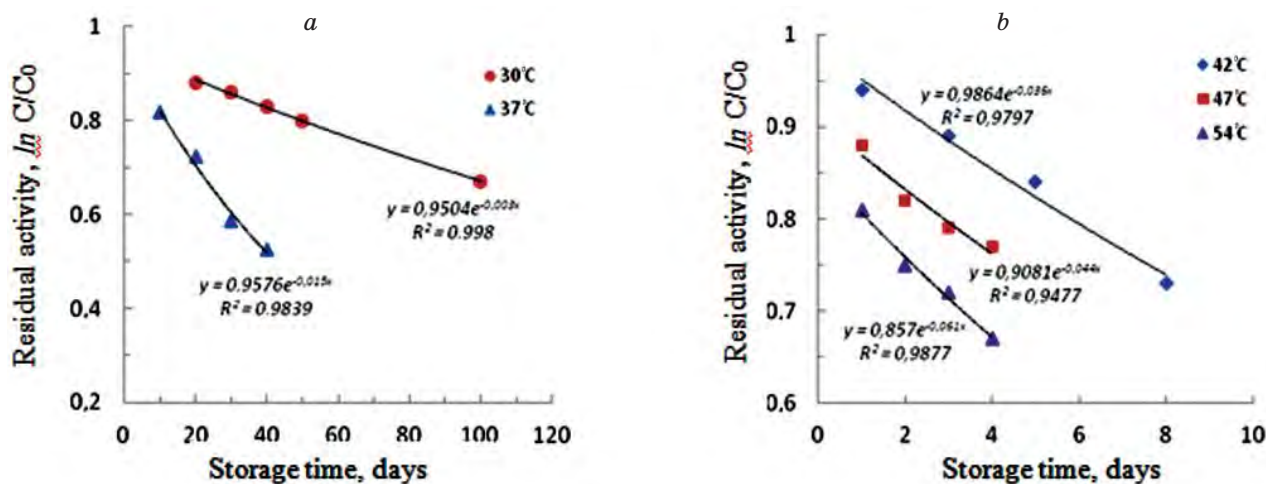 a
Residual activity, ln C/Co
1
0.8
0.6
0.4
0,2
0 20 40 60 80 100 120
Storage time, days
30°C
37°C
y = 0,9504e^-0,003x
R² = 0.998
y = 0.9576e^-0,015x
R² = 0.9839
b
Residual activity, ln C/Co
1
0.9
0.8
0.7
0.6
0 2 4 6 8 10
Storage time, days
42°C
47°C
54°C
y = 0,9864e^-0,036x
R² = 0,9797
y = 0.9081e^-0,044x
R² = 0,9477
y = 0,857e^-0,061x
R² = 0,9877